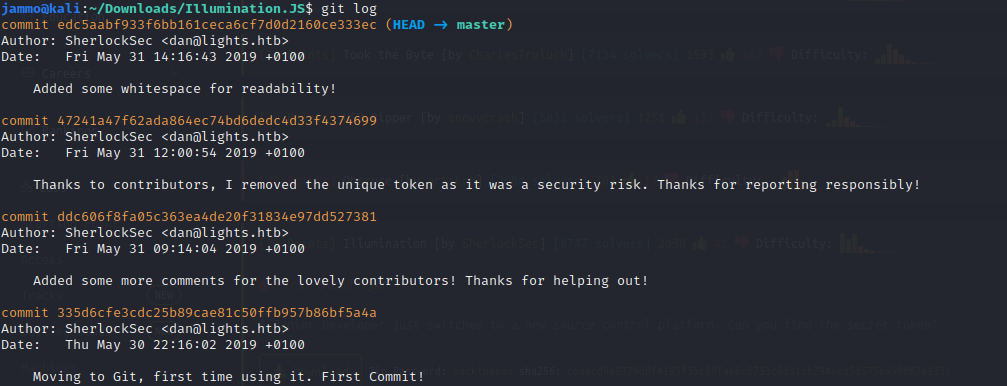 jammo@kali:~/Downloads/Illumination.JS$ git log
commit edc5aabf933f6bb161ceca6cf7d0d2160ce333ec (HEAD → master)
Author: SherlockSec <dan@lights.htb>
Date:   Fri May 31 14:16:43 2019 +0100
    Added some whitespace for readability!
commit 47241a47f62ada864ec74bd6dedc4d33f4374699
Author: SherlockSec <dan@lights.htb>
Date:   Fri May 31 12:00:54 2019 +0100
    Thanks to contributors, I removed the unique token as it was a security risk. Thanks for reporting responsibly!
commit ddc606f8fa05c363ea4de20f31834e97dd527381
Author: SherlockSec <dan@lights.htb>
Date:   Fri May 31 09:14:04 2019 +0100
    Added some more comments for the lovely contributors! Thanks for helping out!
commit 335d6cfe3cdc25b89cae81c50ffb957b86bf5a4a
Author: SherlockSec <dan@lights.htb>
Date:   Thu May 30 22:16:02 2019 +0100
    Moving to Git, first time using it. First Commit!